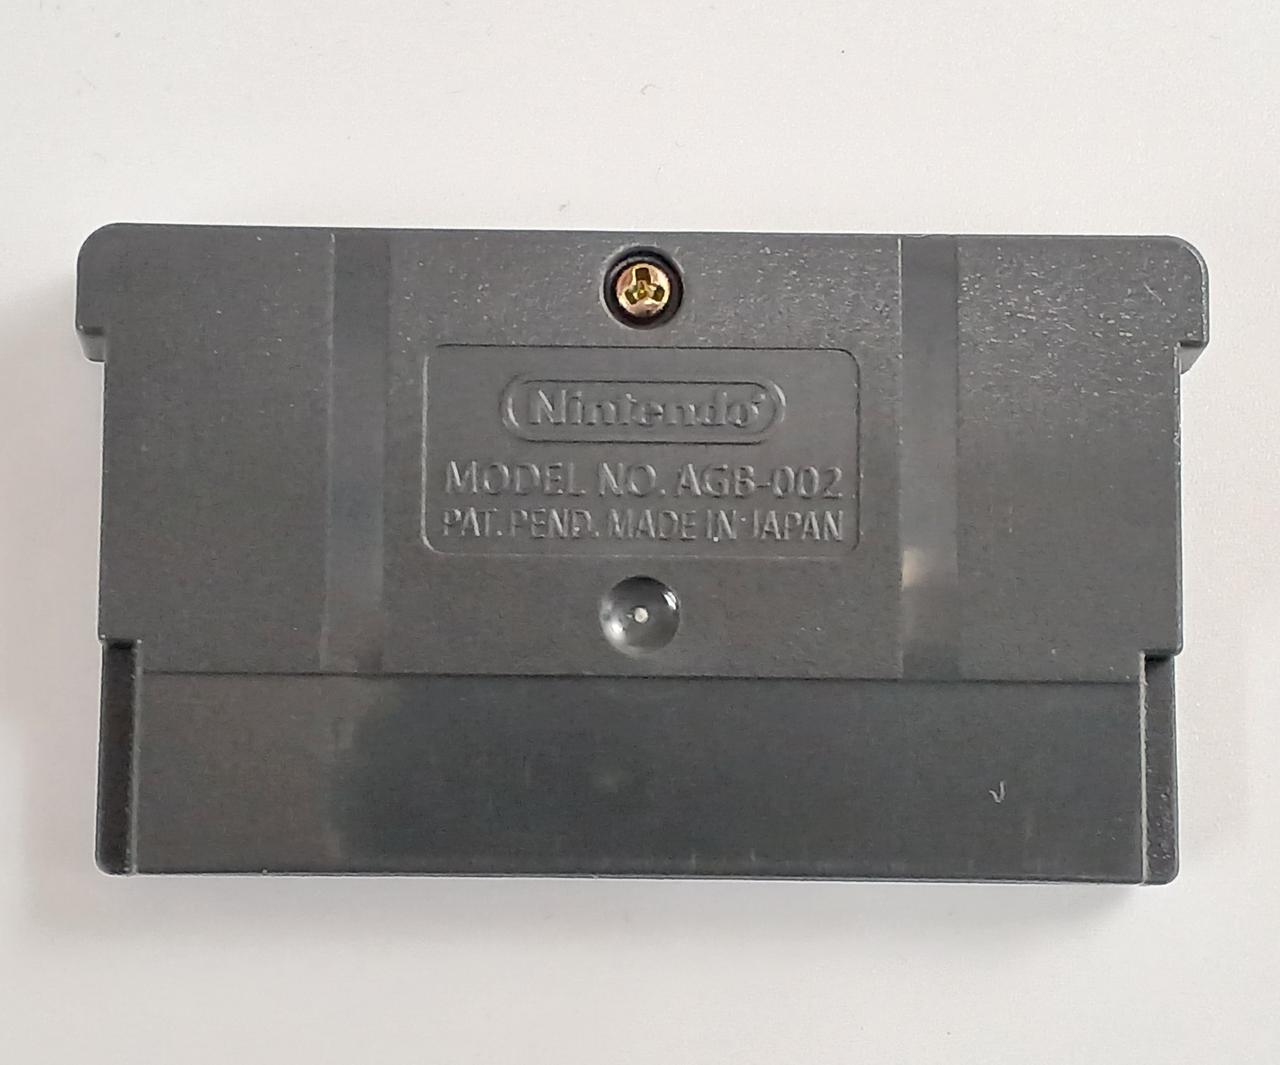 Nintendo
MODEL NO. AGB-002
PAT. PEND. MADE IN JAPAN